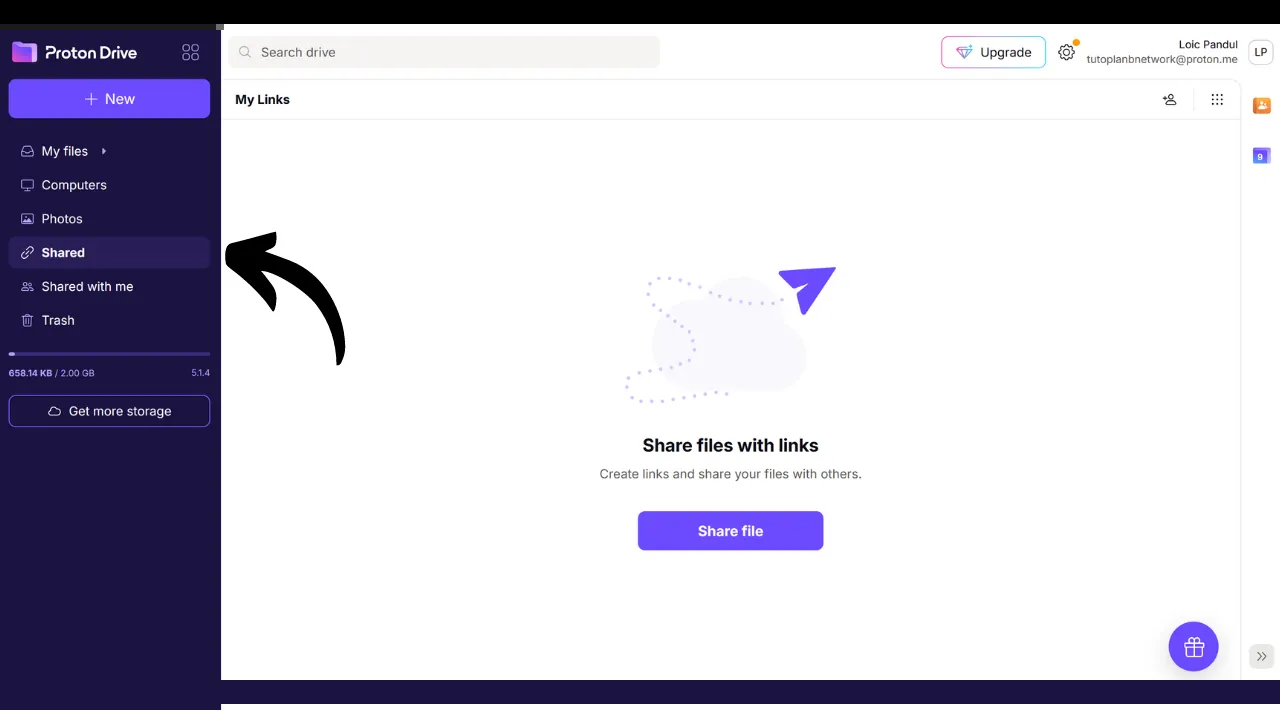 Proton Drive
New
My files
Computers
Photos
Shared
Shared with me
Trash
658.14 KB / 2.00 GB
5.1.4
Get more storage
Search drive
Upgrade
Loic Pandul
tutoplanbnetwork@proton.me
LP
My Links
9
Share files with links
Create links and share your files with others.
Share file